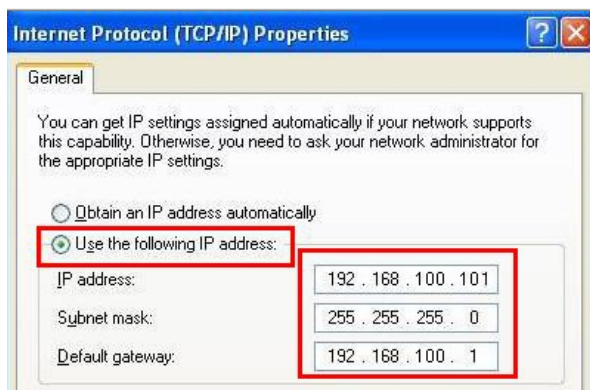 Internet Protocol (TCP/IP) Properties
General
You can get IP settings assigned automatically if your network supports
this capability. Otherwise, you need to ask your network administrator for
the appropriate IP settings.
Obtain an IP address automatically
Use the following IP address:
IP address: 192 . 168 . 100 . 101
Subnet mask: 255 . 255 . 255 . 0
Default gateway: 192 . 168 . 100 . 1